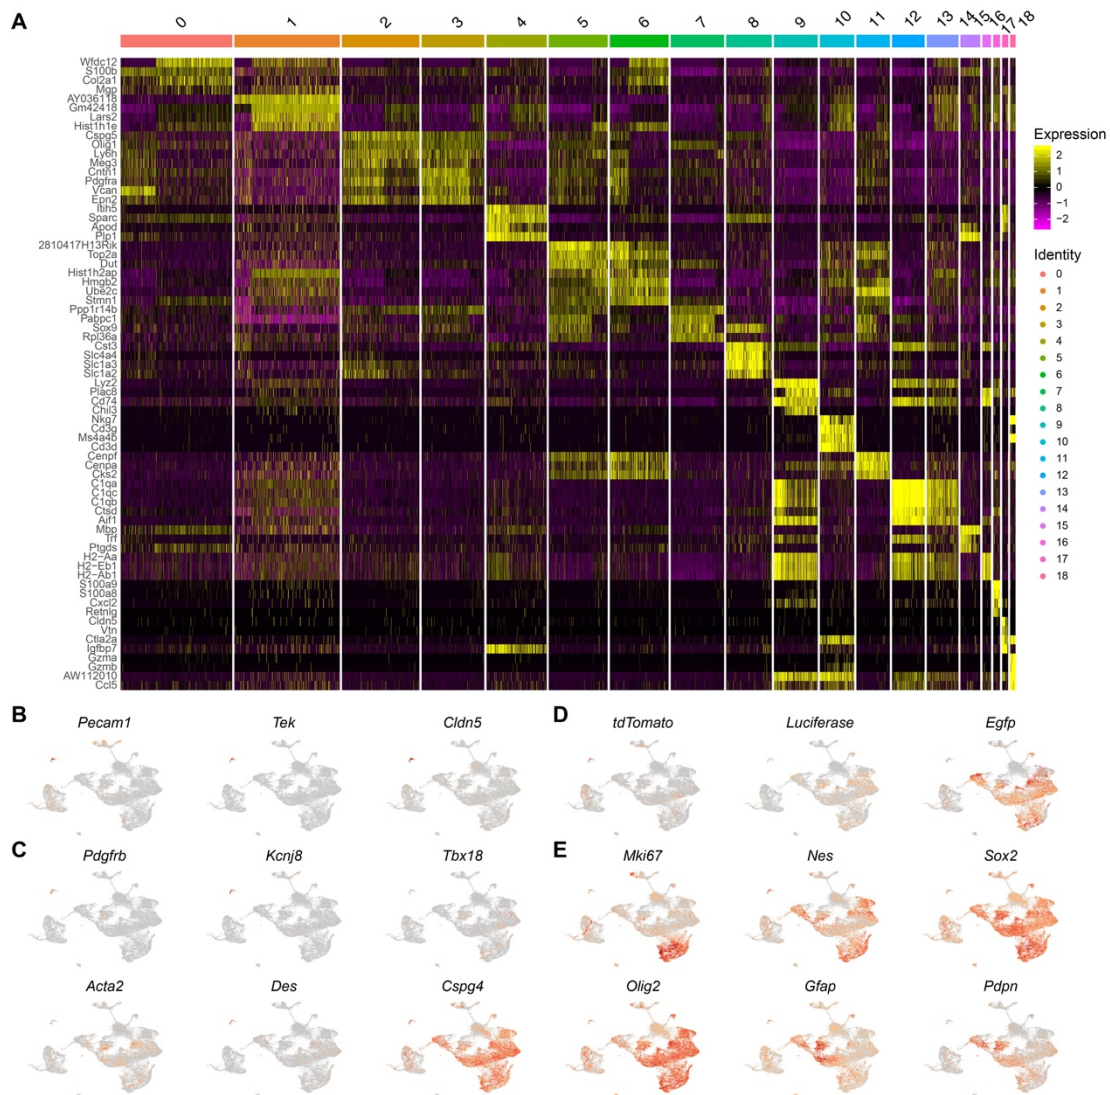 A
0 1 2 3 4 5 6 7 8 9 10 11 12 13 14 15 16 17 18
Wfdc12
S100b
Col2a1
Mgp
AY036118
Gm42418
Lars2
Hist1h1e
Cspg5
Olig1
Ly6h
Meg3
Cntn1
Pdgfra
Vcan
Epn2
Itih5
Sparc
Apod
Plp1
2810417H13Rik
Top2a
Dut
Hist1h2ap
Hmgb2
Ube2c
Stmn1
Ppp1r14b
Pabpc1
Sox9
Rpl36a
Cst3
Slc4a4
Slc1a3
Slc1a2
Lyz2
Plac8
Cd74
Chil3
Nkg7
Cd3g
Ms4a4b
Cd3d
Cenpf
Cenpa
Cks2
C1qa
C1qc
C1qb
Ctsd
Aif1
Mbp
Trf
Ptgds
H2−Aa
H2−Eb1
H2−Ab1
S100a9
S100a8
Cxcl2
Retnlg
Cldn5
Vtn
Ctla2a
Igfbp7
Gzma
Gzmb
AW112010
Ccl5
Expression
2
1
0
−1
−2
Identity
0
1
2
3
4
5
6
7
8
9
10
11
12
13
14
15
16
17
18
B
Pecam1 Tek Cldn5
D
tdTomato Luciferase Egfp
C
Pdgfrb Kcnj8 Tbx18
E
Mki67 Nes Sox2
Acta2 Des Cspg4
Olig2 Gfap Pdpn